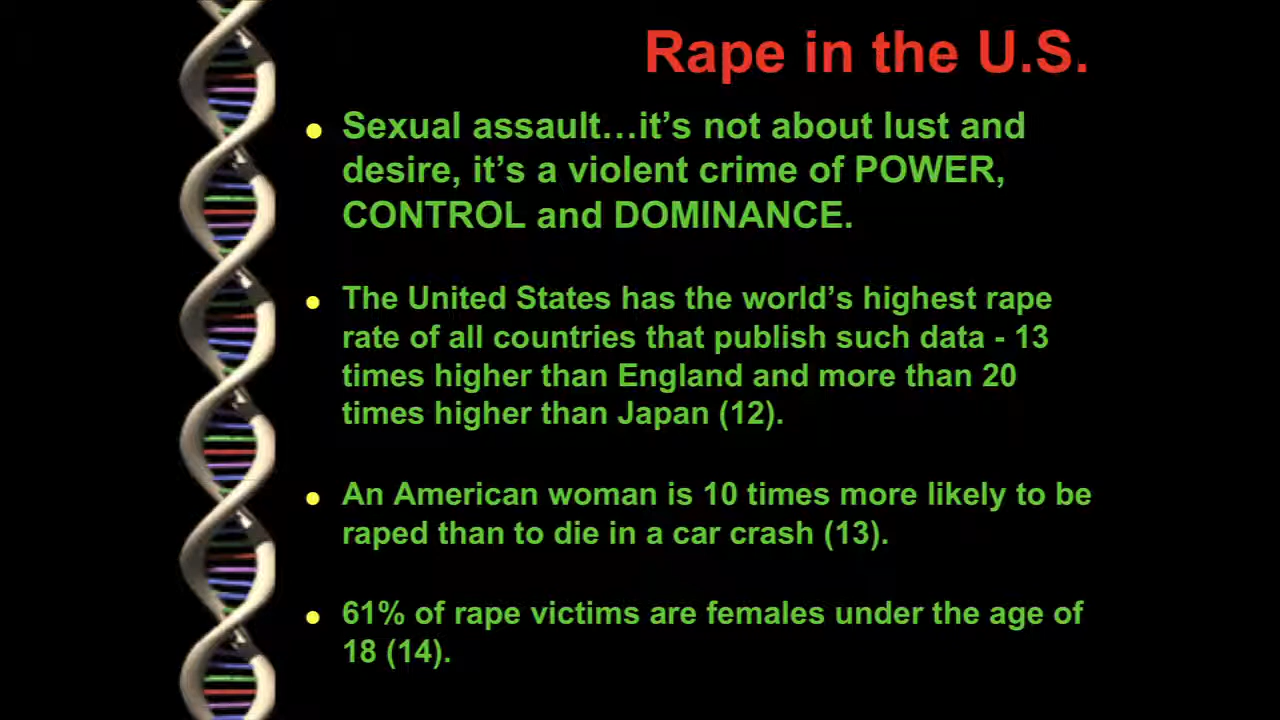 Rape in the U.S.
Sexual assault…it’s not about lust and
desire, it’s a violent crime of POWER,
CONTROL and DOMINANCE.
The United States has the world’s highest rape
rate of all countries that publish such data - 13
times higher than England and more than 20
times higher than Japan (12).
An American woman is 10 times more likely to be
raped than to die in a car crash (13).
61% of rape victims are females under the age of
18 (14).